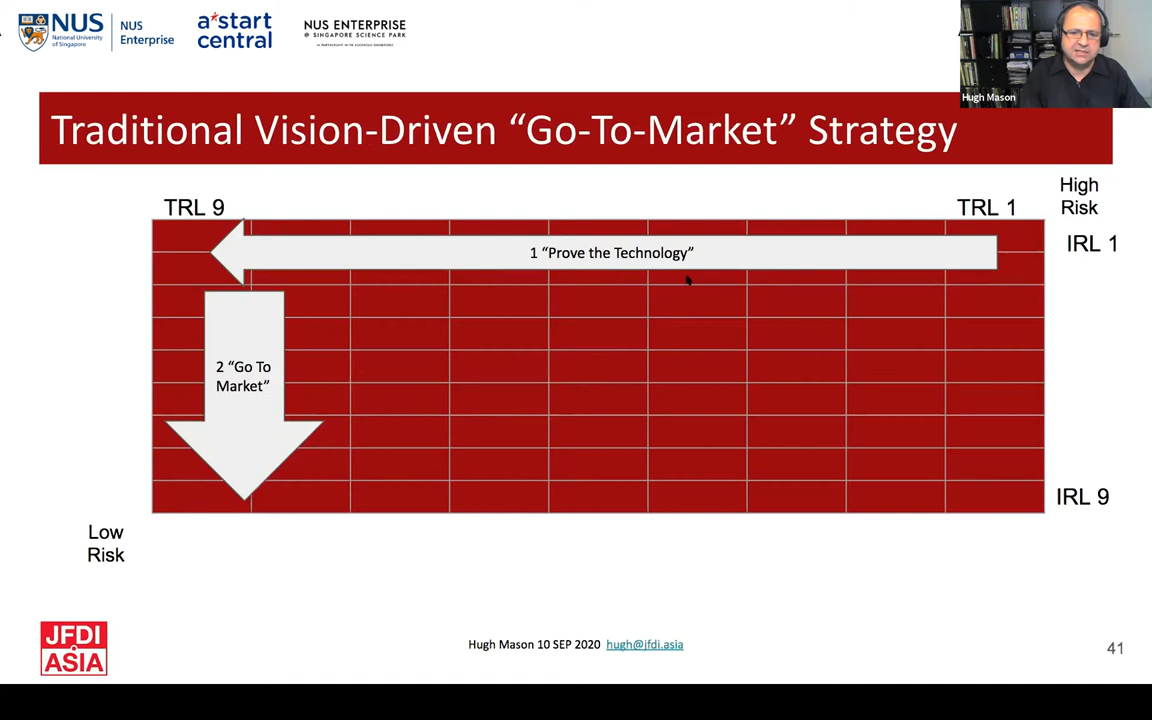 NUS
National University
of Singapore
NUS
Enterprise
a*start
central
NUS ENTERPRISE
@ SINGAPORE SCIENCE PARK
Hugh Mason
Traditional Vision-Driven “Go-To-Market” Strategy
High
Risk
TRL 9
TRL 1
IRL 1
1 “Prove the Technology”
2 “Go To
Market”
IRL 9
Low
Risk
JFDI
ASIA
Hugh Mason 10 SEP 2020 hugh@jfdi.asia
41